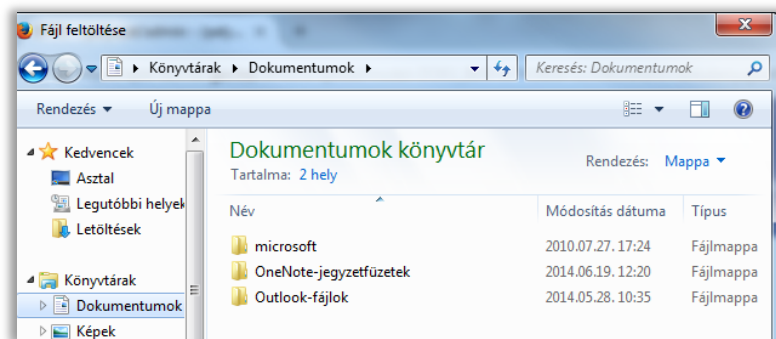 Fájl feltöltése
Könyvtárak Dokumentumok
Keresés: Dokumentumok
Rendezés Új mappa
Kedvencek
Asztal
Legutóbbi helyek
Letöltések
Könyvtárak
Dokumentumok
Képek
Dokumentumok könyvtár
Tartalma: 2 hely
Rendezés: Mappa
Név Módosítás dátuma Típus
microsoft 2010.07.27. 17:24 Fájlmappa
OneNote-jegyzetfüzetek 2014.06.19. 12:20 Fájlmappa
Outlook-fájlok 2014.05.28. 10:35 Fájlmappa